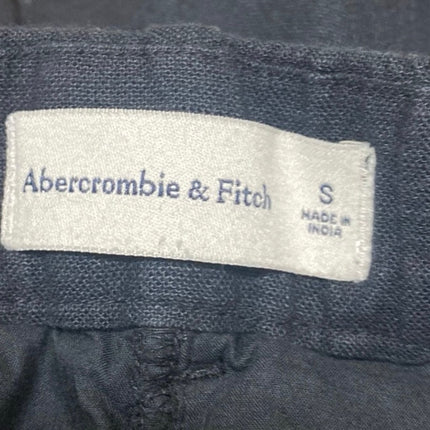 Abercrombie & Fitch
S
MADE IN
INDIA